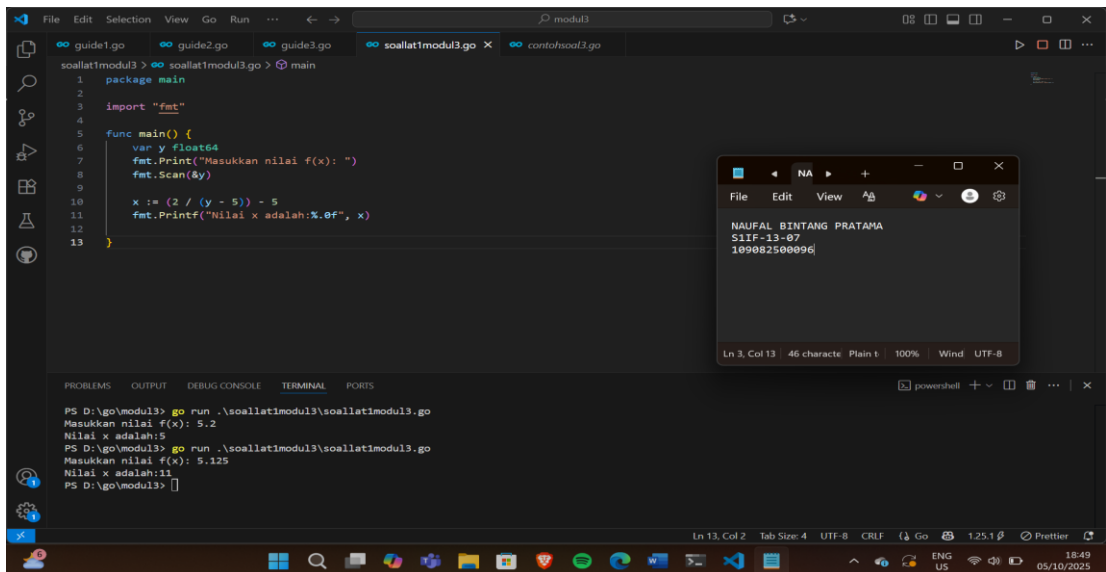 File Edit Selection View Go Run ··· modul3
guide1.go guide2.go guide3.go soallat1modul3.go contohsoal3.go
soallat1modul3 > soallat1modul3.go > main
1 package main
2
3 import "fmt"
4
5 func main() {
6 var y float64
7 fmt.Print("Masukkan nilai f(x): ")
8 fmt.Scan(&y)
9
10 x := (2 / (y - 5)) - 5
11 fmt.Printf("Nilai x adalah:%.0f", x)
12
13 }
NA
File Edit View
NAUFAL BINTANG PRATAMA
S1IF-13-07
109082500096
Ln 3, Col 13 46 characte Plain t 100% Wind UTF-8
PROBLEMS OUTPUT DEBUG CONSOLE TERMINAL PORTS powershell
PS D:\go\modul3> go run .\soallat1modul3\soallat1modul3.go
Masukkan nilai f(x): 5.2
Nilai x adalah:5
PS D:\go\modul3> go run .\soallat1modul3\soallat1modul3.go
Masukkan nilai f(x): 5.125
Nilai x adalah:11
PS D:\go\modul3>
Ln 13, Col 2 Tab Size: 4 UTF-8 CRLF Go 1.25.1 Prettier
6 ENG 18:49
US 05/10/2025